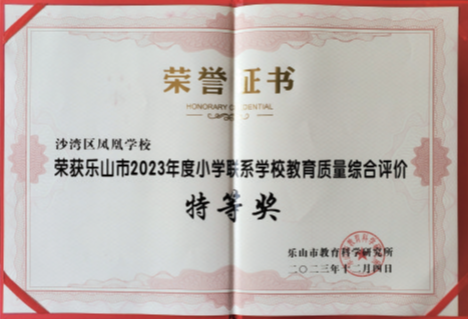 荣誉证书
HONORARY CREDENTIAL
沙湾区凤凰学校
荣获乐山市2023年度小学联系学校教育质量综合评价
特等奖
乐山市教育科学研究所
二〇二三年十二月四日